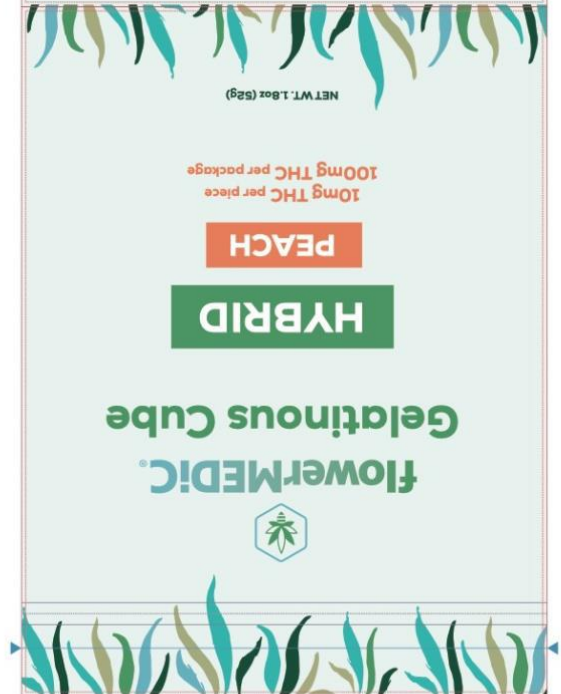 flowerMEDiC®
Gelatinous Cube
HYBRID
PEACH
10mg THC per piece
100mg THC per package
NET WT. 1.8oz (52g)